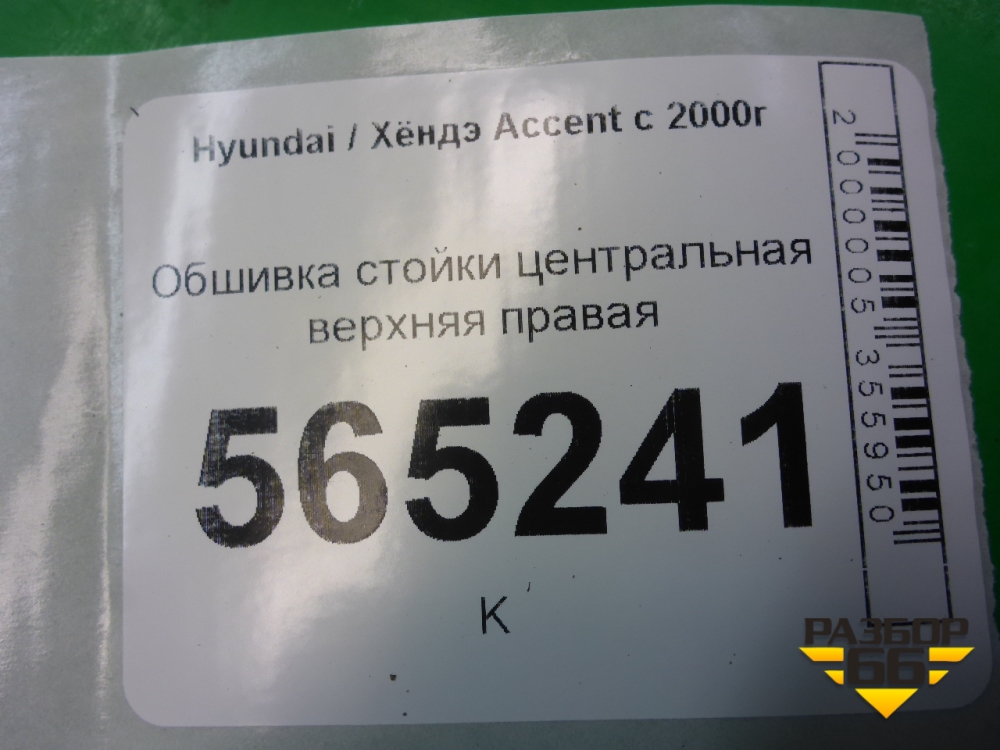 Hyundai / Хёндэ Accent с 2000г
Обшивка стойки центральная
верхняя правая
565241
К
2000005355950
РАЗБОР
66